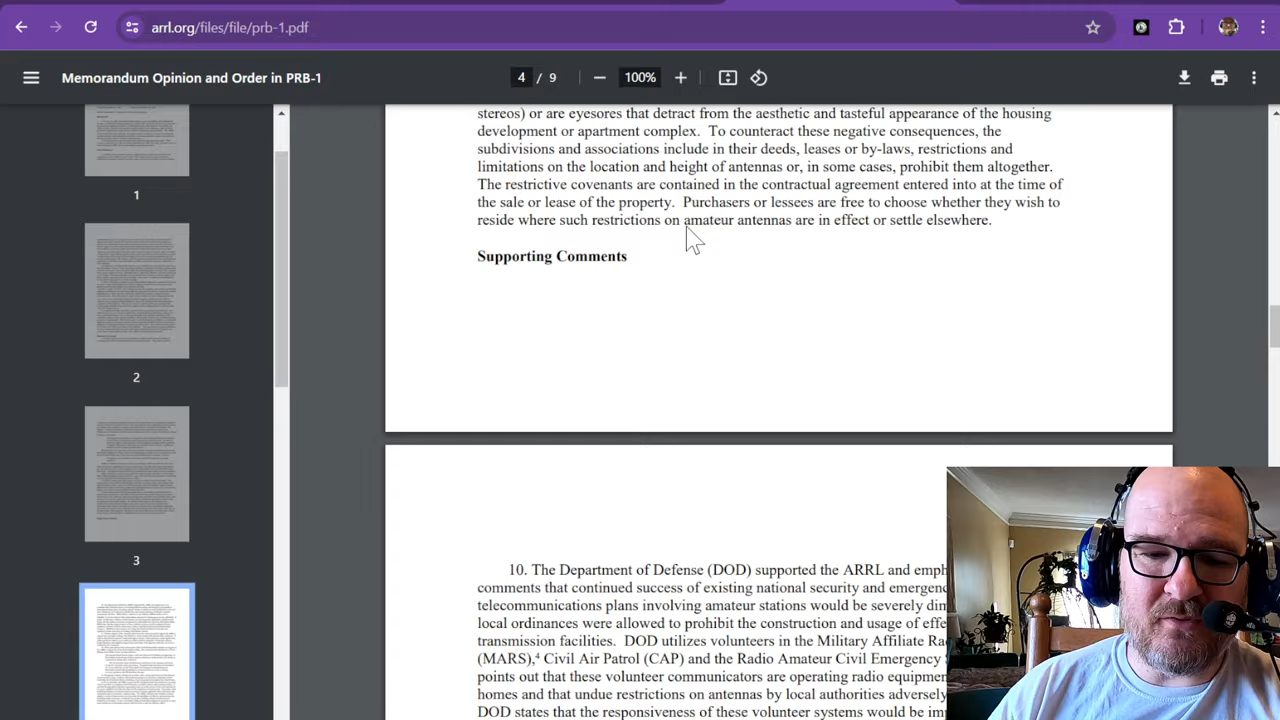 arrl.org/files/file/prb-1.pdf
Memorandum Opinion and Order in PRB-1
4 / 9
100%
1
2
3
stereos) are eyesores that detract from the aesthetic and tasteful appearance of the housing
development or apartment complex. To counteract these negative consequences, the
subdivisions and associations include in their deeds, leases or by-laws, restrictions and
limitations on the location and height of antennas or, in some cases, prohibit them altogether.
The restrictive covenants are contained in the contractual agreement entered into at the time of
the sale or lease of the property. Purchasers or lessees are free to choose whether they wish to
reside where such restrictions on amateur antennas are in effect or settle elsewhere.
Supporting Comments
10. The Department of Defense (DOD) supported the ARRL and emph
comments that continued success of existing national security and emergenc
telecommunications plans involving amateur stations would be severely dim
local ordinances were allowed to prohibit the construction and usage of effe
amateur facilities. DOD utilizes volunteers in the Military Affiliate Ra
(MARS), Civil Air Patrol (CAP) and the Radio Amateur Civil Emergency
points out that these volunteer communicators are operating radio equipmen
homes and that undue restrictions on antennas by local authorities adversely
DOD states that the responsiveness of these volunteer systems would be im